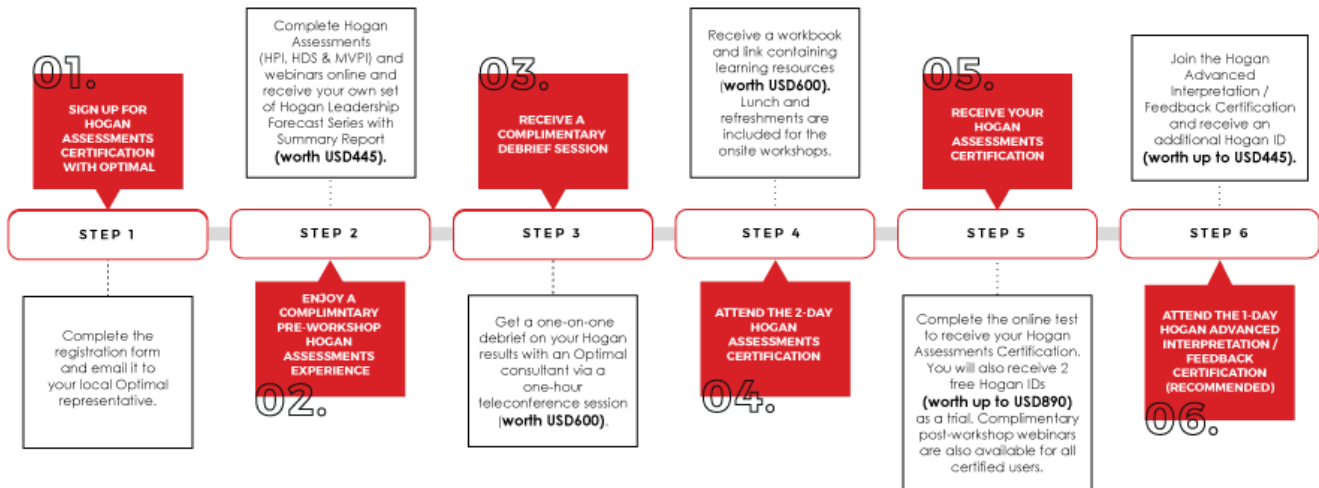 01.
SIGN UP FOR
HOGAN
ASSESSMENTS
CERTIFICATION
WITH OPTIMAL
STEP 1
Complete the
registration form
and email it to
your local Optimal
representative.
Complete Hogan
Assessments
(HPI, HDS & MVPI) and
webinars online and
receive your own set
of Hogan Leadership
Forecast Series with
Summary Report
(worth USD445).
STEP 2
ENJOY A
COMPLIMNTARY
PRE-WORKSHOP
HOGAN
ASSESSMENTS
EXPERIENCE
02.
03.
RECEIVE A
COMPLIMENTARY
DEBRIEF SESSION
STEP 3
Get a one-on-one
debrief on your Hogan
results with an Optimal
consultant via a
one-hour
teleconference session
(worth USD600).
Receive a workbook
and link containing
learning resources
(worth USD600).
Lunch and
refreshments are
included for the
onsite workshops.
STEP 4
ATTEND THE 2-DAY
HOGAN
ASSESSMENTS
CERTIFICATION
04.
05.
RECEIVE YOUR
HOGAN
ASSESSMENTS
CERTIFICATION
STEP 5
Complete the online test
to receive your Hogan
Assessments Certification.
You will also receive 2
free Hogan IDs
(worth up to USD890)
as a trial. Complimentary
post-workshop webinars
are also available for all
certified users.
Join the Hogan
Advanced
Interpretation /
Feedback Certification
and receive an
additional Hogan ID
(worth up to USD445).
STEP 6
ATTEND THE 1-DAY
HOGAN ADVANCED
INTERPRETATION /
FEEDBACK
CERTIFICATION
(RECOMMENDED)
06.